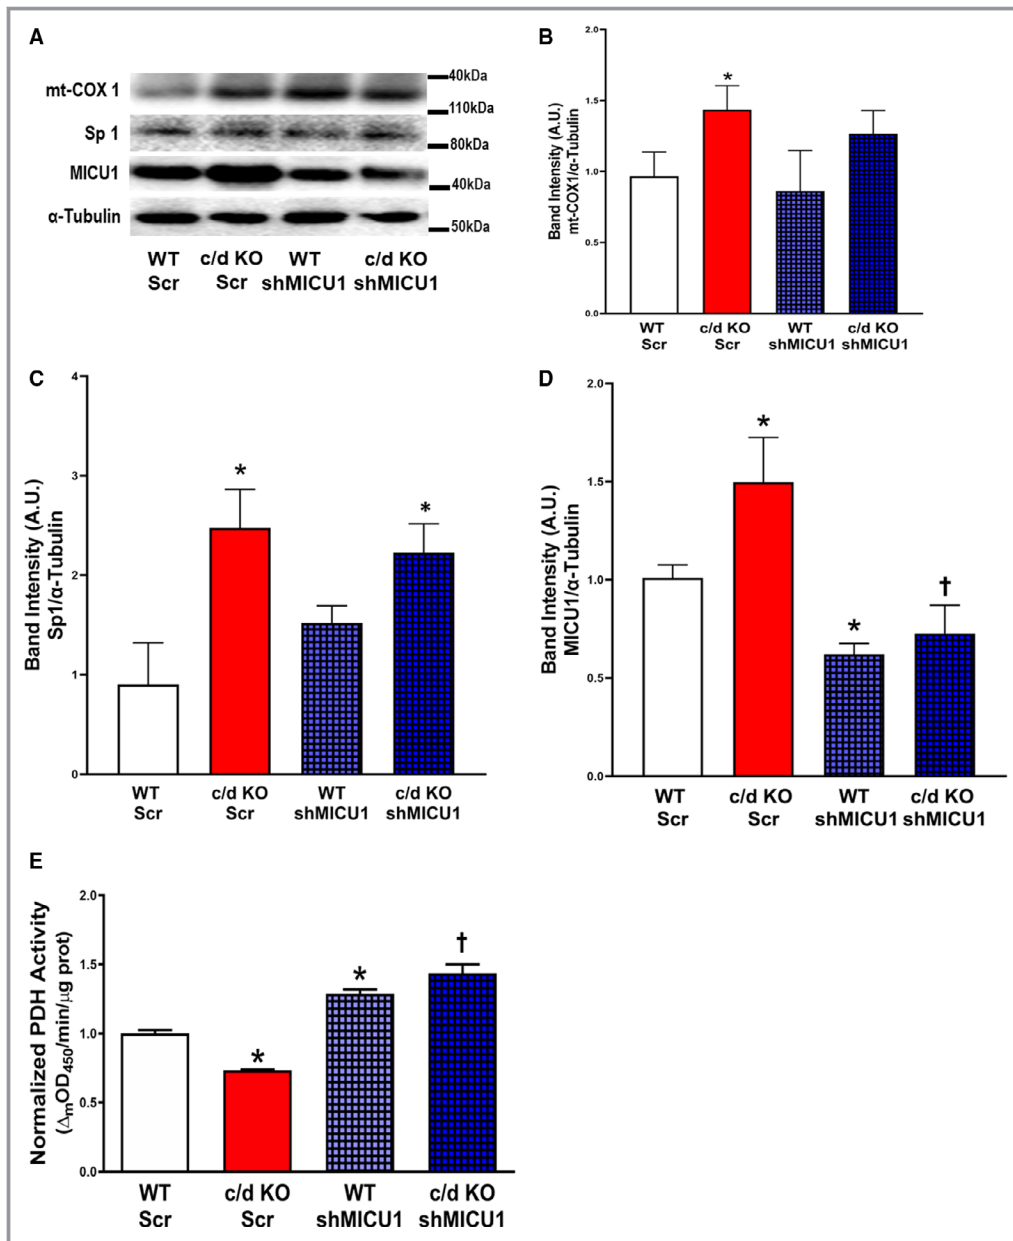 A
mt-COX 1
40kDa
110kDa
Sp 1
80kDa
MICU1
40kDa
α-Tubulin
50kDa
WT
Scr
c/d KO
Scr
WT
shMICU1
c/d KO
shMICU1
B
Band Intensity (A.U.)
mt-COX1/α-Tubulin
2.0
1.5
1.0
0.5
0.0
*
WT
Scr
c/d KO
Scr
WT
shMICU1
c/d KO
shMICU1
C
Band Intensity (A.U.)
Sp1/α-Tubulin
4
3
2
1
0
*
*
WT
Scr
c/d KO
Scr
WT
shMICU1
c/d KO
shMICU1
D
Band Intensity (A.U.)
MICU1/α-Tubulin
2.0
1.5
1.0
0.5
0.0
*
*
†
WT
Scr
c/d KO
Scr
WT
shMICU1
c/d KO
shMICU1
E
Normalized PDH Activity
(ΔmOD450/min/μg prot)
2.0
1.5
1.0
0.5
0.0
*
*
†
WT
Scr
c/d KO
Scr
WT
shMICU1
c/d KO
shMICU1